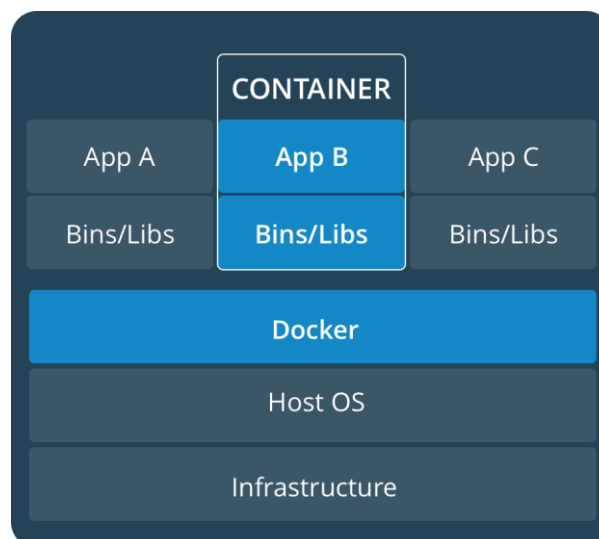 CONTAINER
App A
App B
App C
Bins/Libs
Bins/Libs
Bins/Libs
Docker
Host OS
Infrastructure